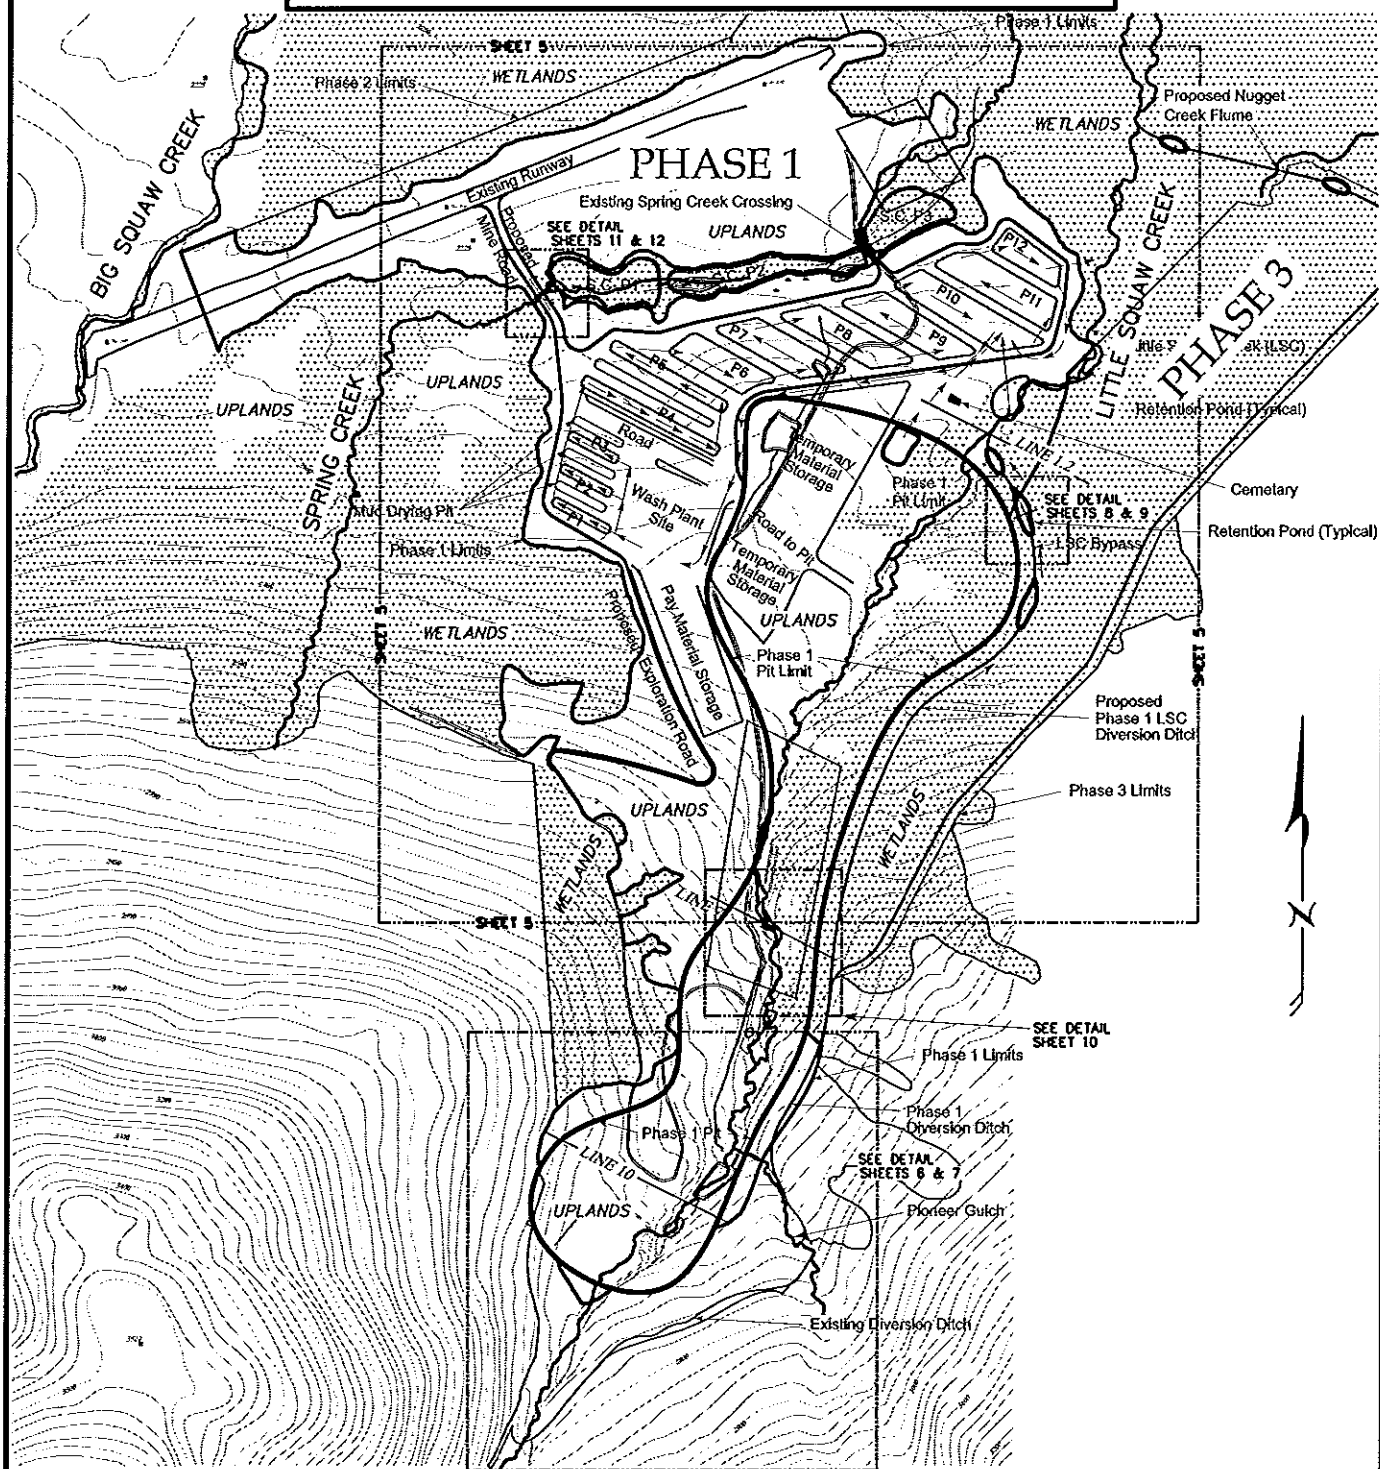 Phase 1 Limits
SHEET 5
WETLANDS
Phase 2 Limits
Proposed Nugget
Creek Flume
WETLANDS
BIG SQUAW CREEK
PHASE 1
Existing Runway
Existing Spring Creek Crossing
UPLANDS
S.C. P3
Proposed
Mine Road
SEE DETAIL
SHEETS 11 & 12
S.C. P1
S.C. P2
P12
P11
P10
P9
P8
P7
P6
P5
P4
Road
P3
P2
P1
LITTLE SQUAW CREEK
PHASE 3
(LSC)
Retention Pond (Typical)
UPLANDS
UPLANDS
SPRING CREEK
Temporary
Material
Storage
LINE 1.2
Phase 1
Pit Limit
Cemetary
SEE DETAIL
SHEETS 8 & 9
Retention Pond (Typical)
LSC Bypass
Muc Drying Pit
Wash Plant
Site
Road to Pit
Phase 1 Limits
Temporary
Material
Storage
UPLANDS
Proposed Exploration Road
Pay Material Storage
WETLANDS
SHEET 5
SHEET 5
Phase 1
Pit Limit
Proposed
Phase 1 LSC
Diversion Ditch
Phase 3 Limits
UPLANDS
WETLANDS
WETLANDS
LINE
SHEET 5
N
SEE DETAIL
SHEET 10
Phase 1 Limits
Phase 1
Diversion Ditch
Phase 1 Pit
SEE DETAIL
SHEETS 6 & 7
LINE 10
UPLANDS
Pioneer Gulch
Existing Diversion Ditch